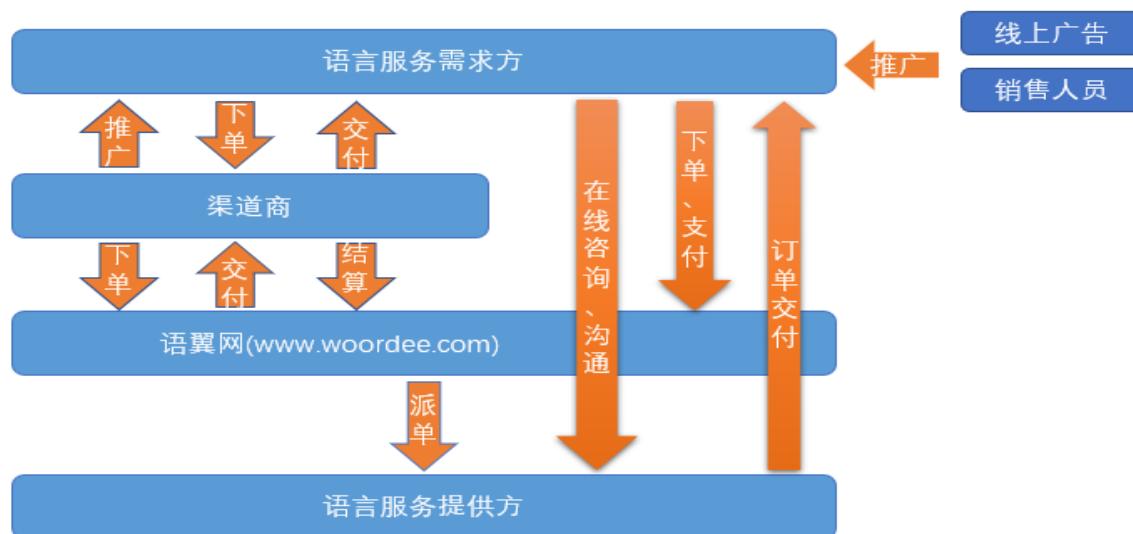 线上广告
语言服务需求方
推广
销售人员
推广
下单
交付
渠道商
下单
交付
结算
在线咨询、沟通
下单、支付
订单交付
语翼网(www.woordee.com)
派单
语言服务提供方